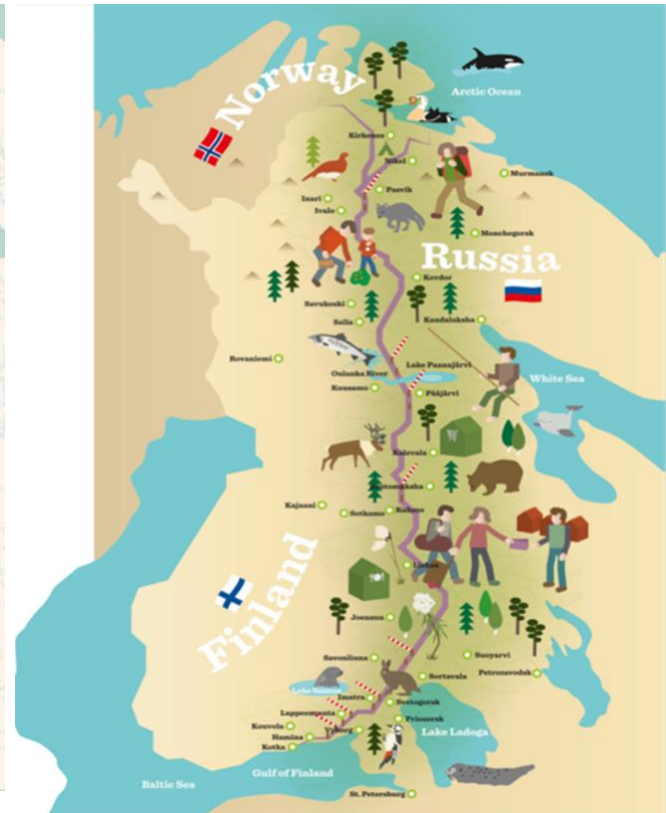 Norway
Arctic Ocean
Kirkenes
Nikel
Murmansk
Pasvik
Inari
Ivalo
Monchegorsk
Russia
Kovdor
Savukoski
Kandalaksha
Salla
Rovaniemi
Lake Paanajärvi
Oulanka River
White Sea
Kuusamo
Pääjärvi
Kalevala
Kajaani
Sotkamo
Kuhmo
Lieksa
Finland
Joensuu
Savonlinna
Suoyarvi
Sortavala
Petrozavodsk
Lake Saimaa
Imatra
Svetogorsk
Lappeenranta
Priozersk
Kouvola
Vyborg
Lake Ladoga
Hamina
Kotka
Gulf of Finland
Baltic Sea
St. Petersburg